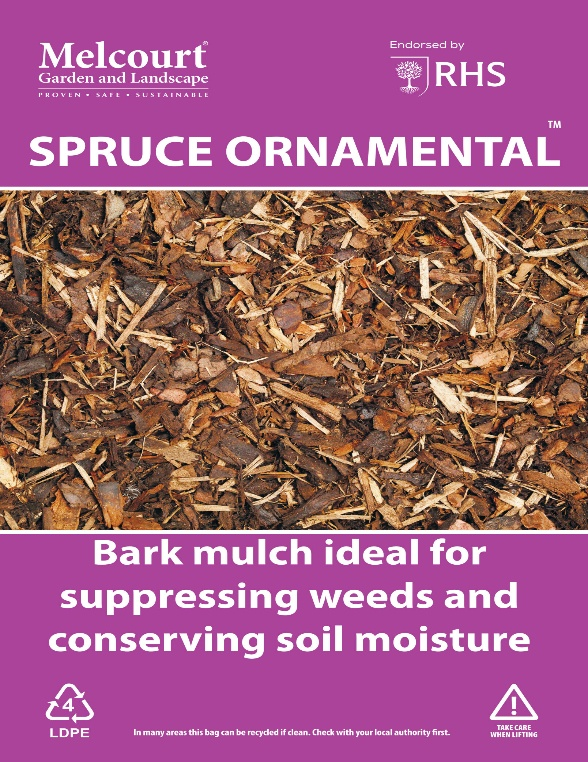 Melcourt®
Garden and Landscape
PROVEN • SAFE • SUSTAINABLE
Endorsed by
RHS
SPRUCE ORNAMENTAL™
Bark mulch ideal for
suppressing weeds and
conserving soil moisture
4
LDPE
In many areas this bag can be recycled if clean. Check with your local authority first.
!
TAKE CARE
WHEN LIFTING